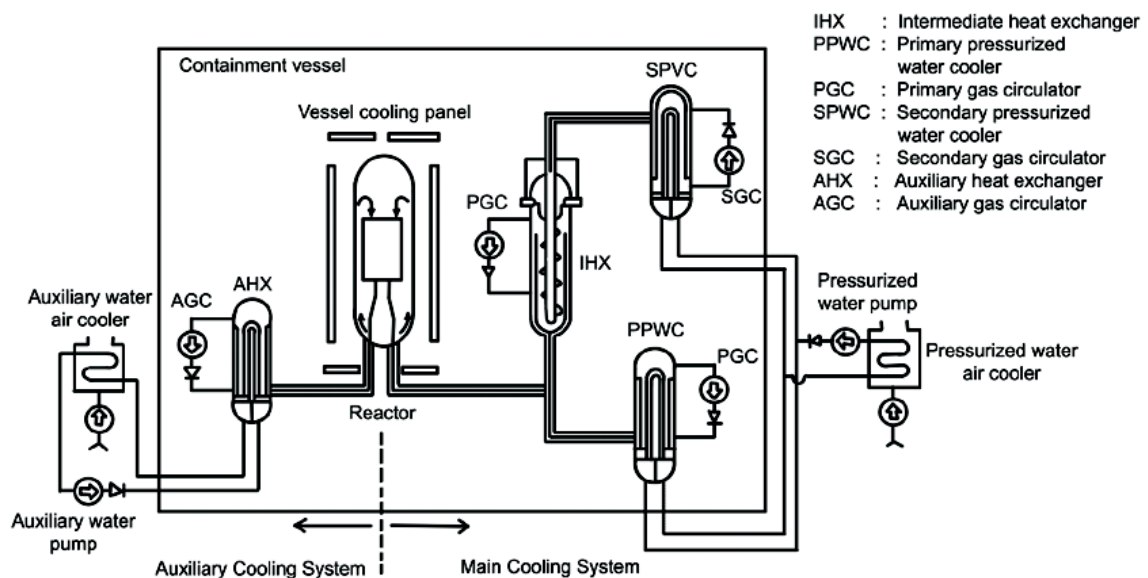 IHX : Intermediate heat exchanger
PPWC : Primary pressurized
water cooler
PGC : Primary gas circulator
SPWC : Secondary pressurized
water cooler
SGC : Secondary gas circulator
AHX : Auxiliary heat exchanger
AGC : Auxiliary gas circulator
Containment vessel
SPVC
Vessel cooling panel
PGC
SGC
IHX
Auxiliary water
air cooler
AGC
AHX
Pressurized
water pump
PPWC
PGC
Pressurized water
air cooler
Reactor
Auxiliary water
pump
Auxiliary Cooling System
Main Cooling System